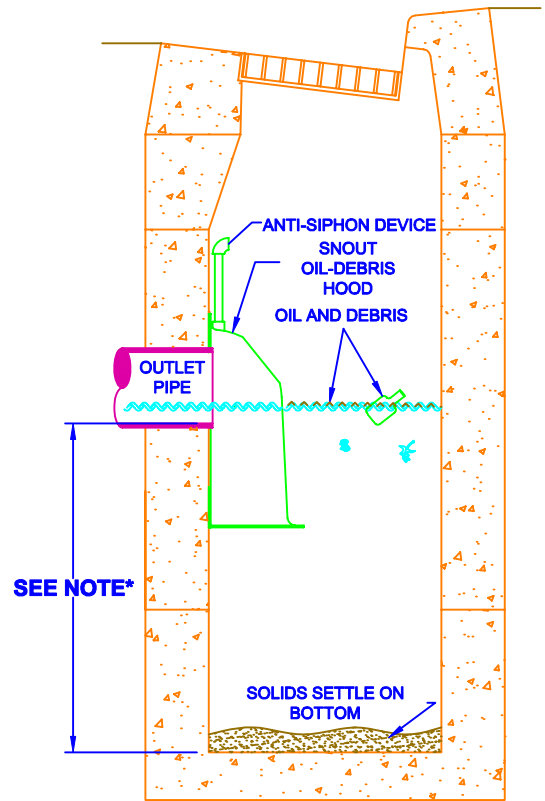 ANTI-SIPHON DEVICE
SNOUT
OIL-DEBRIS
HOOD
OIL AND DEBRIS
OUTLET
PIPE
SEE NOTE*
SOLIDS SETTLE ON
BOTTOM